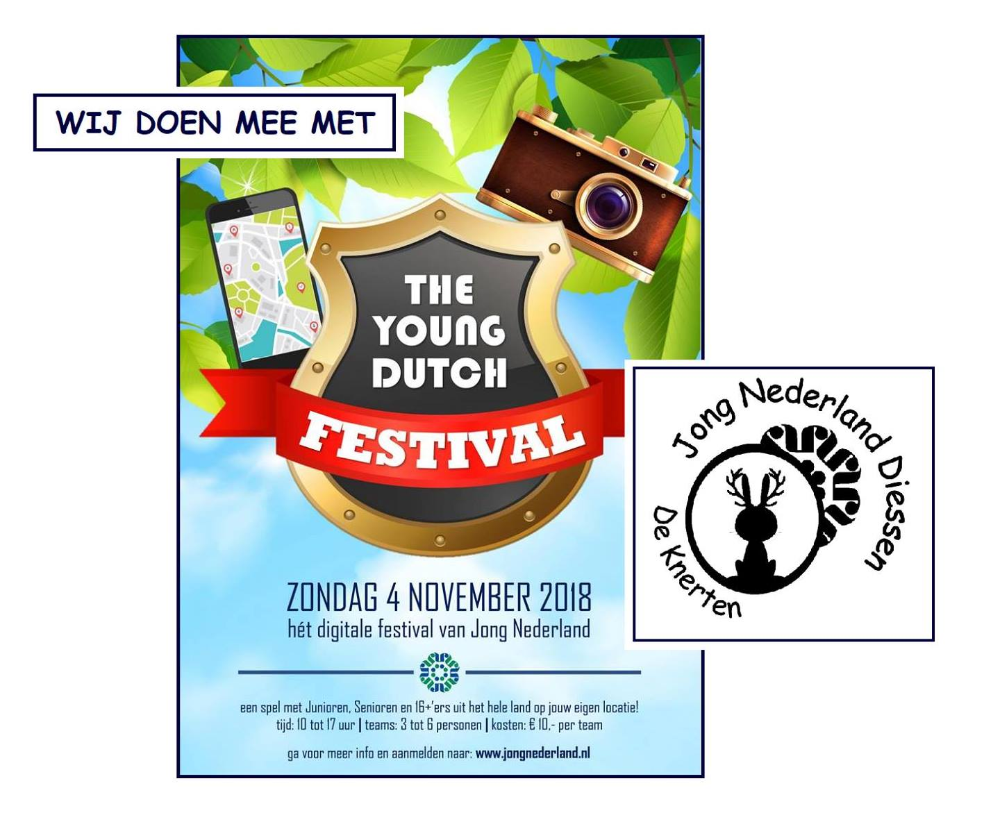 WIJ DOEN MEE MET
THE
YOUNG
DUTCH
FESTIVAL
Jong Nederland Diessen
De Knerten
ZONDAG 4 NOVEMBER 2018
hét digitale festival van Jong Nederland
een spel met Junioren, Senioren en 16+'ers uit het hele land op jouw eigen locatie!
tijd: 10 tot 17 uur | teams: 3 tot 6 personen | kosten: € 10,- per team
ga voor meer info en aanmelden naar: www.jongnederland.nl